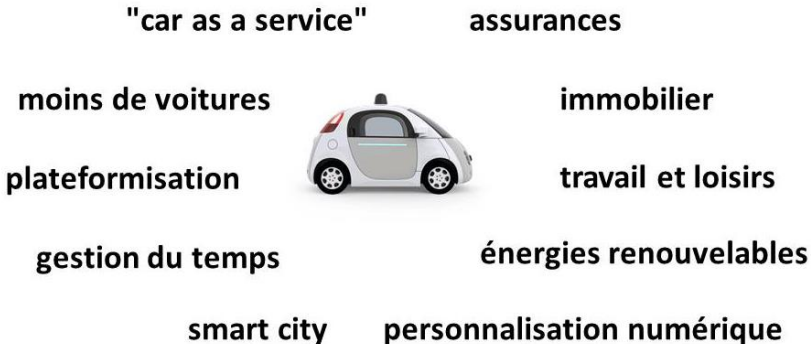 "car as a service" assurances
moins de voitures immobilier
plateformisation travail et loisirs
gestion du temps énergies renouvelables
smart city personnalisation numérique